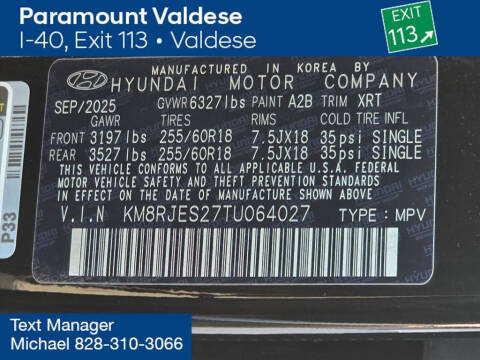 Paramount Valdese
I-40, Exit 113 • Valdese
EXIT
113
MANUFACTURED IN KOREA BY
HYUNDAI MOTOR COMPANY
SEP/2025 GVWR 6327lbs PAINT A2B TRIM XRT
GAWR TIRES RIMS COLD TIRE INFL
FRONT 3197lbs 255/60R18 7.5JX18 35psi SINGLE
REAR 3527lbs 255/60R18 7.5JX18 35psi SINGLE
THIS VEHICLE CONFORMS TO ALL APPLICABLE U.S.A. FEDERAL
MOTOR VEHICLE SAFETY AND THEFT PREVENTION STANDARDS
IN EFFECT ON THE DATE OF MANUFACTURE SHOWN ABOVE.
V.I.N KM8RJES27TU064027 TYPE : MPV
P33
Text Manager
Michael 828-310-3066